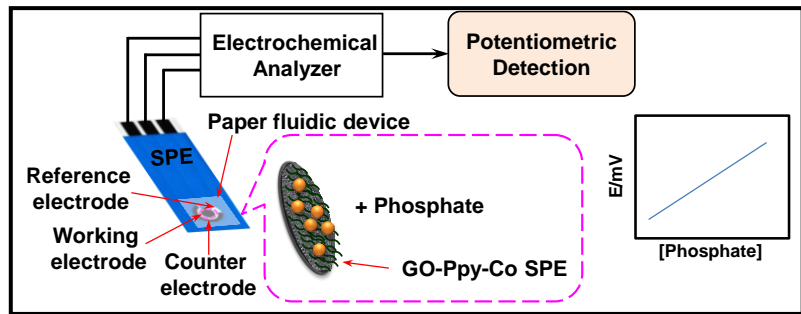 Electrochemical
Analyzer
Potentiometric
Detection
Paper fluidic device
SPE
Reference
electrode
Working
electrode
Counter
electrode
+ Phosphate
GO-Ppy-Co SPE
E/mV
[Phosphate]